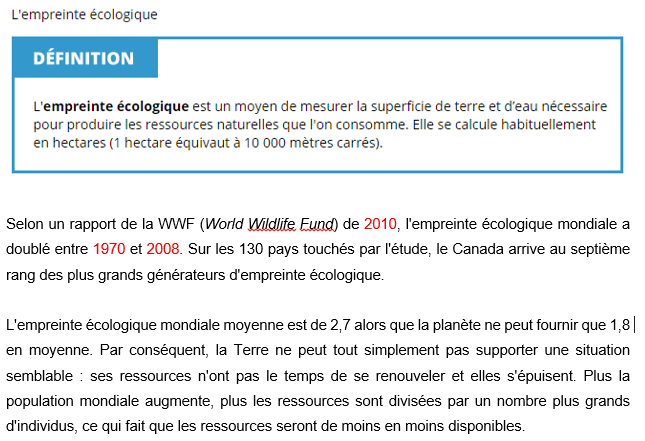 L'empreinte écologique
DÉFINITION
L'empreinte écologique est un moyen de mesurer la superficie de terre et d'eau nécessaire
pour produire les ressources naturelles que l'on consomme. Elle se calcule habituellement
en hectares (1 hectare équivaut à 10 000 mètres carrés).
Selon un rapport de la WWF (World Wildlife Fund) de 2010, l'empreinte écologique mondiale a
doublé entre 1970 et 2008. Sur les 130 pays touchés par l'étude, le Canada arrive au septième
rang des plus grands générateurs d'empreinte écologique.
L'empreinte écologique mondiale moyenne est de 2,7 alors que la planète ne peut fournir que 1,8
en moyenne. Par conséquent, la Terre ne peut tout simplement pas supporter une situation
semblable : ses ressources n'ont pas le temps de se renouveler et elles s'épuisent. Plus la
population mondiale augmente, plus les ressources sont divisées par un nombre plus grands
d'individus, ce qui fait que les ressources seront de moins en moins disponibles.